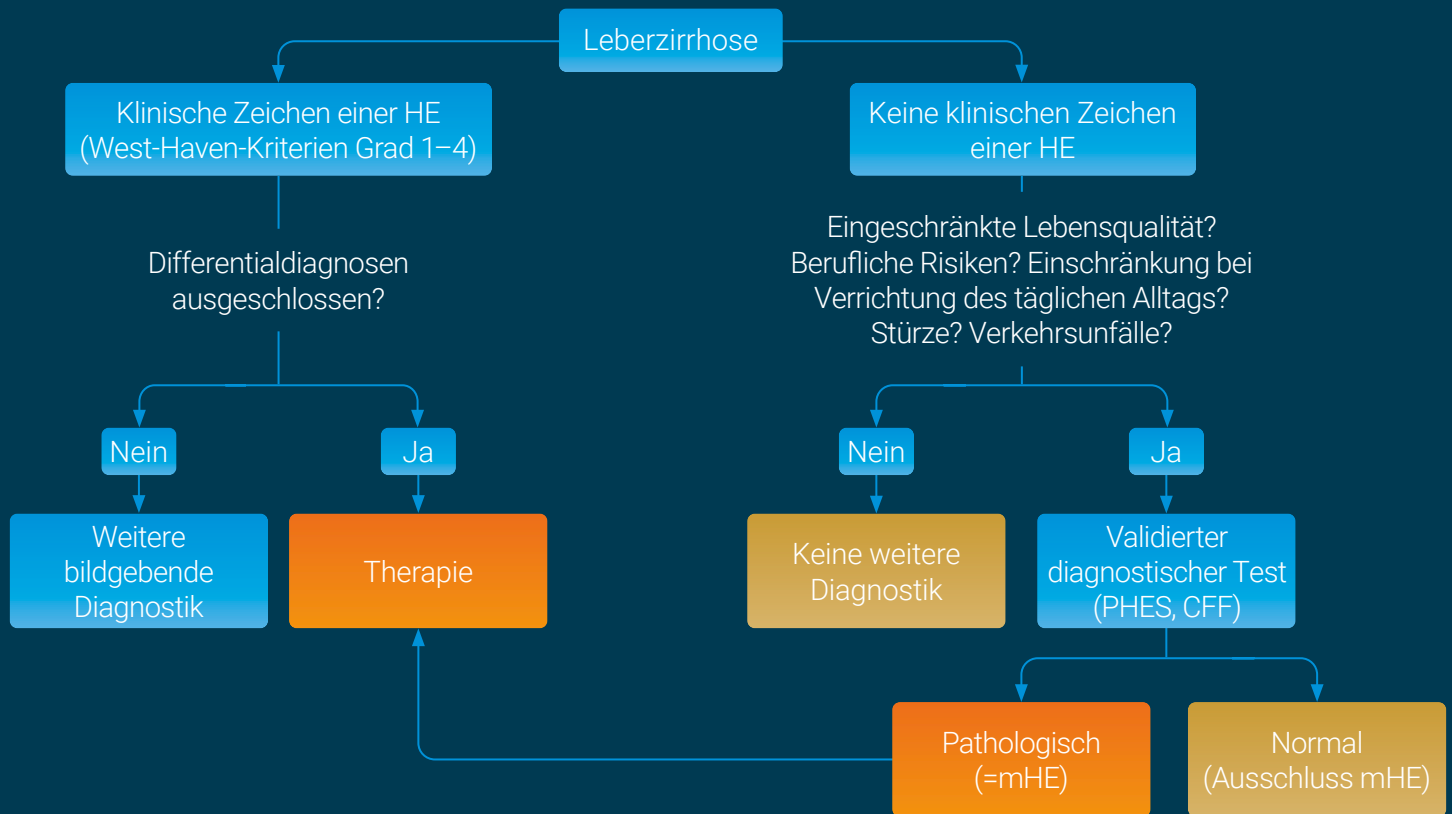 Leberzirrhose
Klinische Zeichen einer HE
(West-Haven-Kriterien Grad 1–4)
Keine klinischen Zeichen
einer HE
Differentialdiagnosen
ausgeschlossen?
Eingeschränkte Lebensqualität?
Berufliche Risiken? Einschränkung bei
Verrichtung des täglichen Alltags?
Stürze? Verkehrsunfälle?
Nein
Ja
Nein
Ja
Weitere
bildgebende
Diagnostik
Therapie
Keine weitere
Diagnostik
Validierter
diagnostischer Test
(PHES, CFF)
Pathologisch
(=mHE)
Normal
(Ausschluss mHE)